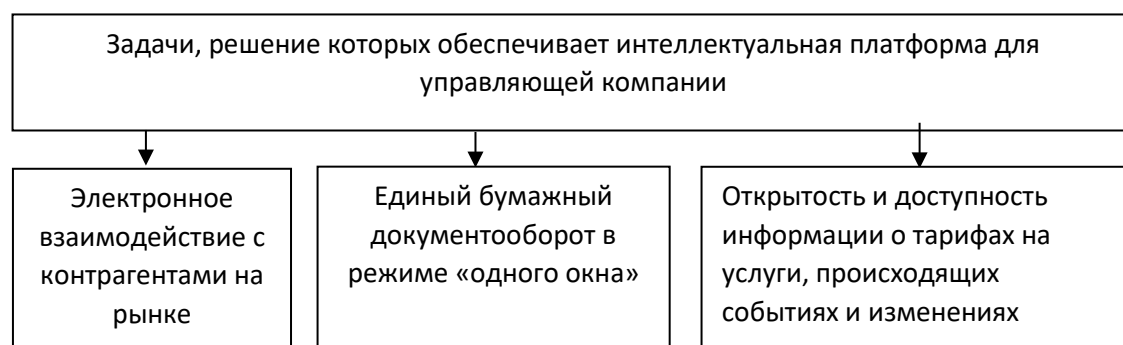 Задачи, решение которых обеспечивает интеллектуальная платформа для
управляющей компании
Электронное
взаимодействие с
контрагентами на
рынке
Единый бумажный
документооборот в
режиме «одного окна»
Открытость и доступность
информации о тарифах на
услуги, происходящих
событиях и изменениях